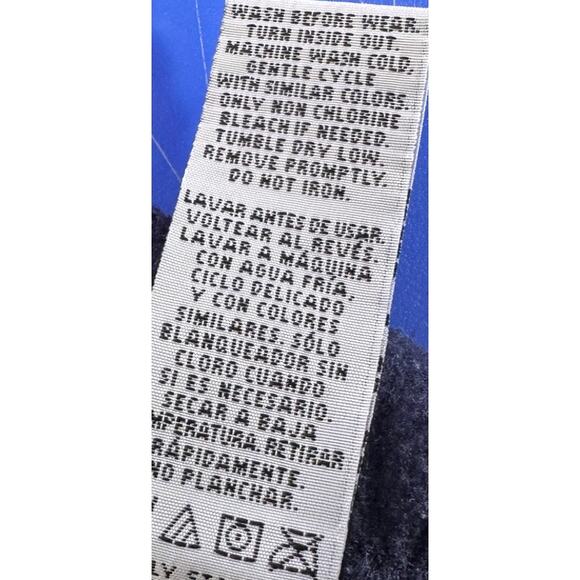 WASH BEFORE WEAR.
TURN INSIDE OUT.
MACHINE WASH COLD,
GENTLE CYCLE
WITH SIMILAR COLORS.
ONLY NON CHLORINE
BLEACH IF NEEDED.
TUMBLE DRY LOW.
REMOVE PROMPTLY.
DO NOT IRON.
LAVAR ANTES DE USAR.
VOLTEAR AL REVÉS.
LAVAR A MÁQUINA
CON AGUA FRÍA,
CICLO DELICADO
Y CON COLORES
SIMILARES. SÓLO
BLANQUEADOR SIN
CLORO CUANDO
SI ES NECESARIO.
SECAR A BAJA
MPERATURA RETIRAR
RÁPIDAMENTE.
NO PLANCHAR.